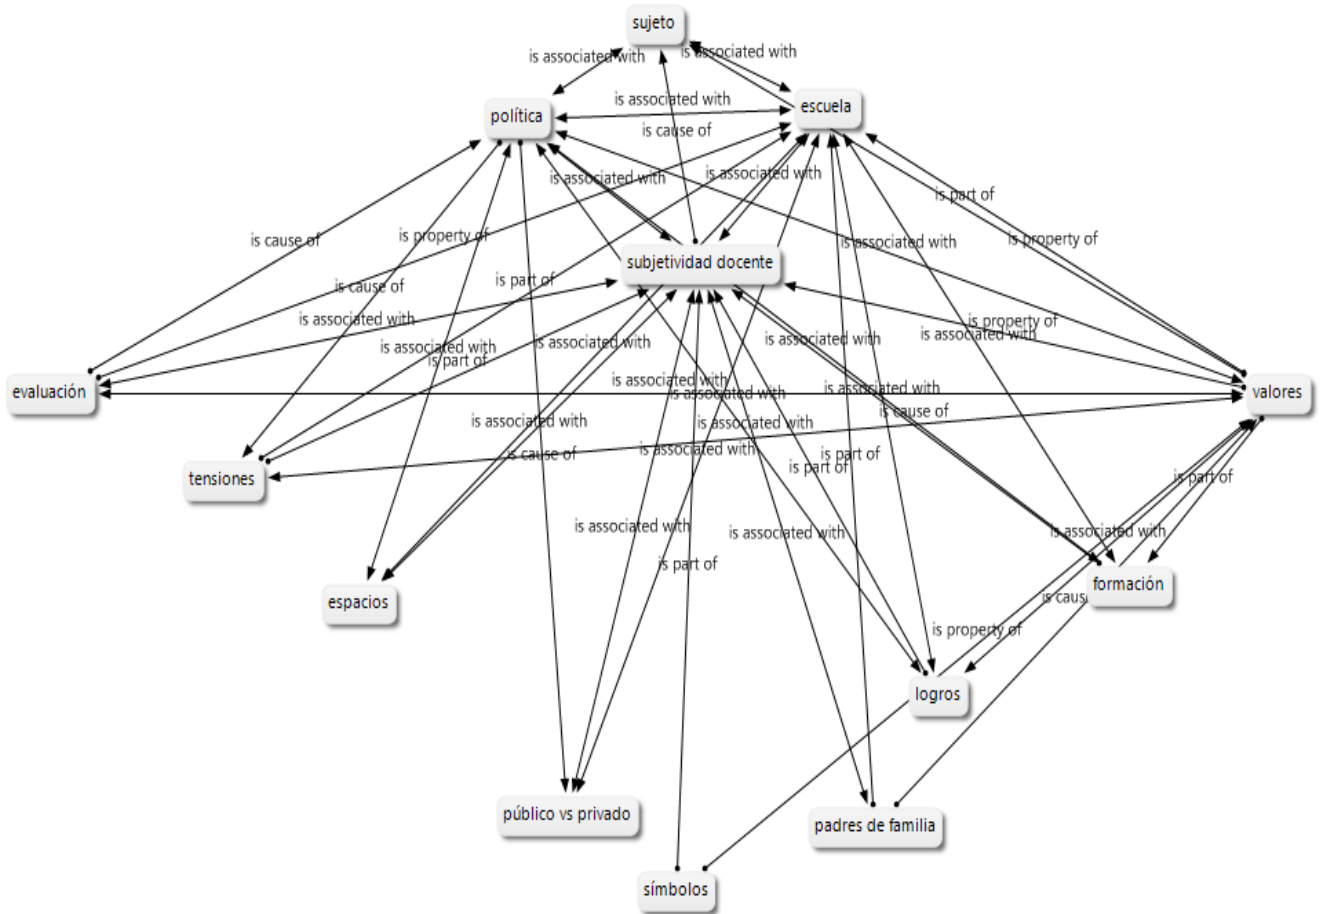 sujeto
is associated with
is associated with
is associated with
escuela
política
is cause of
is associated with
is associated with
is part of
is cause of
is property of
is associated with
is property of
subjetividad docente
is part of
is cause of
is associated with
is property of
is associated with
is associated with
is associated with
is associated with
is part of
is associated with
is associated with
evaluación
is associated with
valores
is cause of
is associated with
is associated with
is associated with
is cause of
is part of
is part of
tensiones
is part of
is associated with
is associated with
is associated with
is part of
formación
is caus
espacios
is property of
logros
público vs privado
padres de familia
símbolos